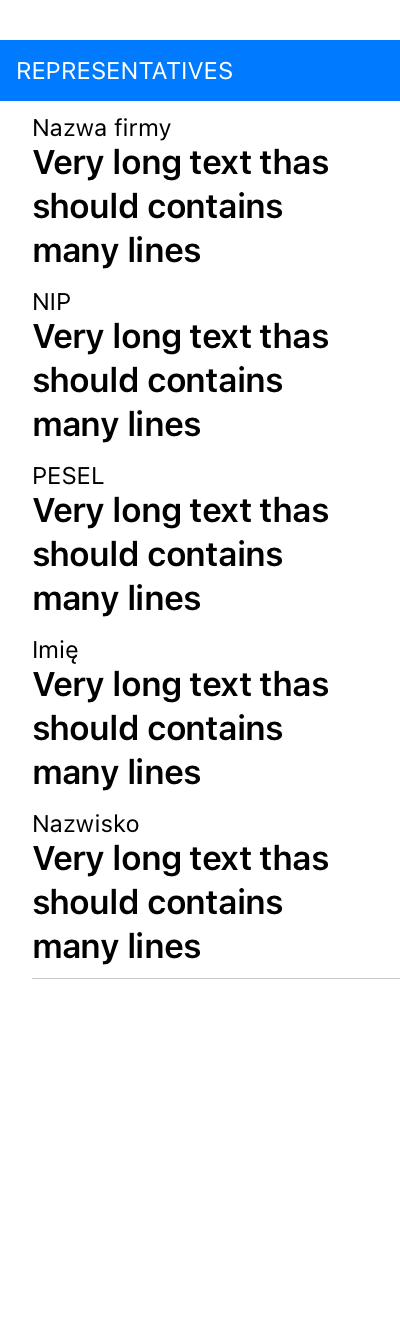 REPRESENTATIVES
Nazwa firmy
Very long text thas
should contains
many lines
NIP
Very long text thas
should contains
many lines
PESEL
Very long text thas
should contains
many lines
Imię
Very long text thas
should contains
many lines
Nazwisko
Very long text thas
should contains
many lines